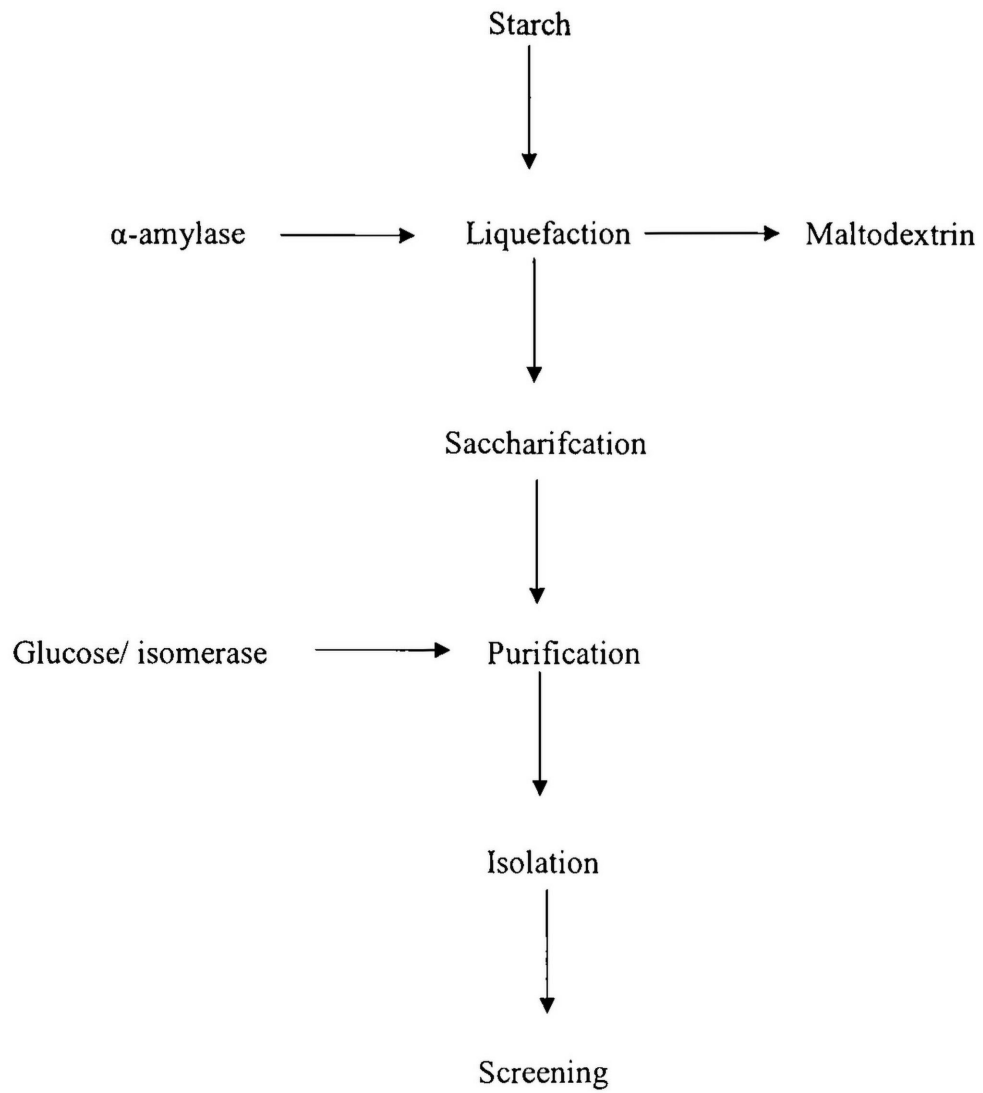 Starch
α-amylase
Liquefaction
Maltodextrin
Saccharifcation
Glucose/ isomerase
Purification
Isolation
Screening